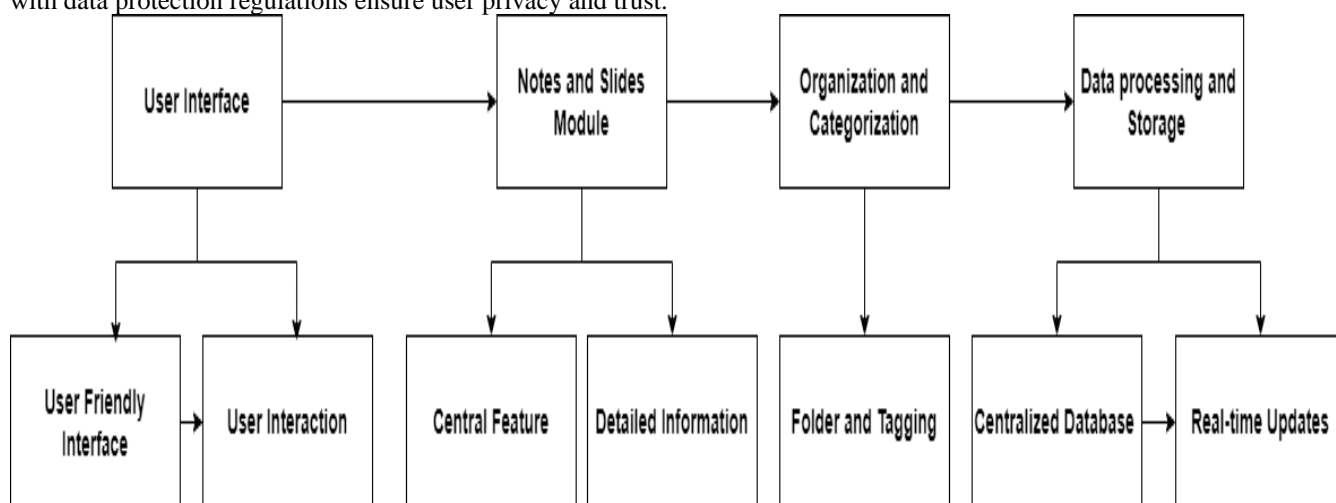 with data protection regulations ensure user privacy and trust.
User Interface
Notes and Slides
Module
Organization and
Categorization
Data processing and
Storage
User Friendly
Interface
User Interaction
Central Feature
Detailed Information
Folder and Tagging
Centralized Database
Real-time Updates